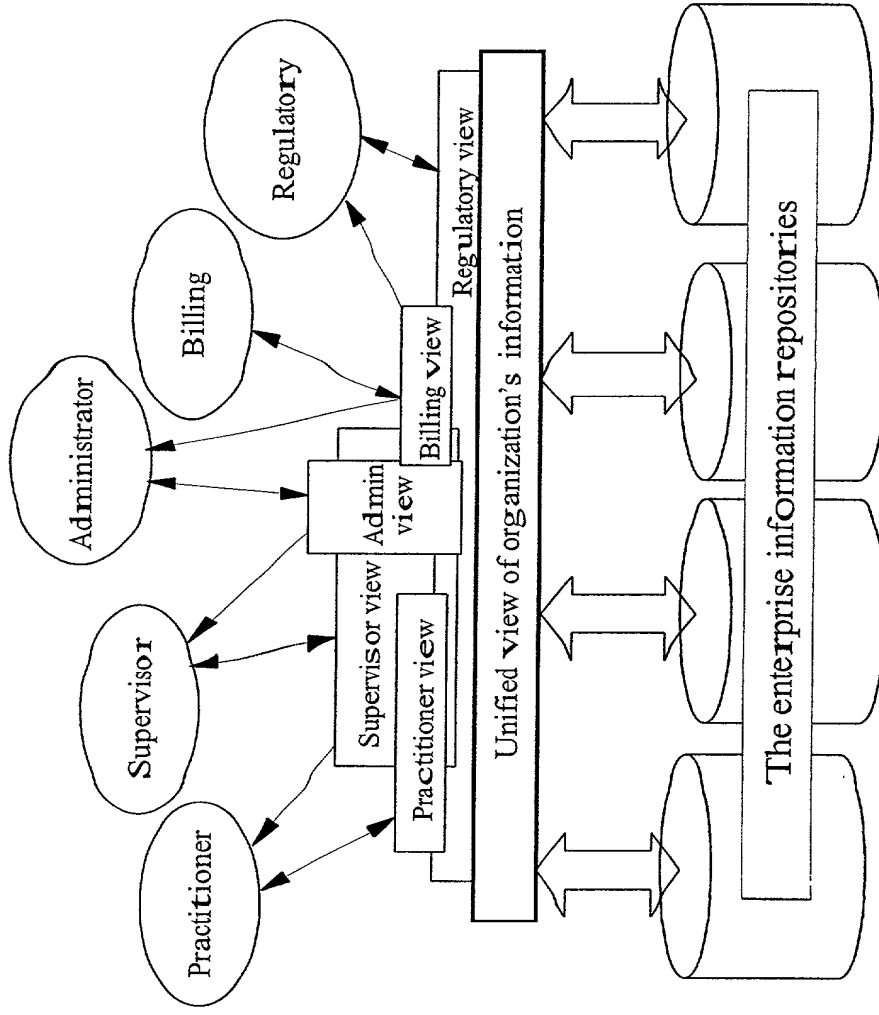 Practitioner
Supervisor
Administrator
Billing
Regulatory
Supervisor view
Admin
view
Practitioner view
Billing view
Regulatory view
Unified view of organization's information
The enterprise information repositories